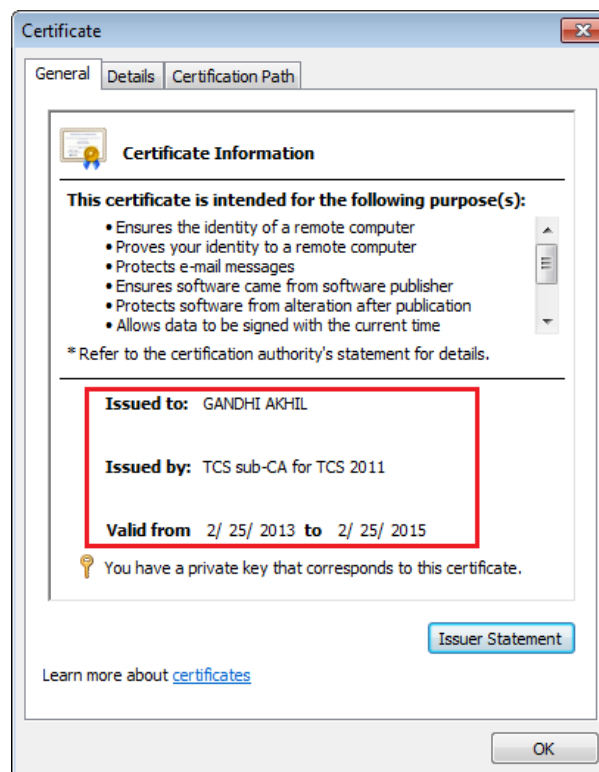 Certificate
General Details Certification Path
Certificate Information
This certificate is intended for the following purpose(s):
• Ensures the identity of a remote computer
• Proves your identity to a remote computer
• Protects e-mail messages
• Ensures software came from software publisher
• Protects software from alteration after publication
• Allows data to be signed with the current time
* Refer to the certification authority's statement for details.
Issued to: GANDHI AKHIL
Issued by: TCS sub-CA for TCS 2011
Valid from 2/ 25/ 2013 to 2/ 25/ 2015
You have a private key that corresponds to this certificate.
Issuer Statement
Learn more about certificates
OK